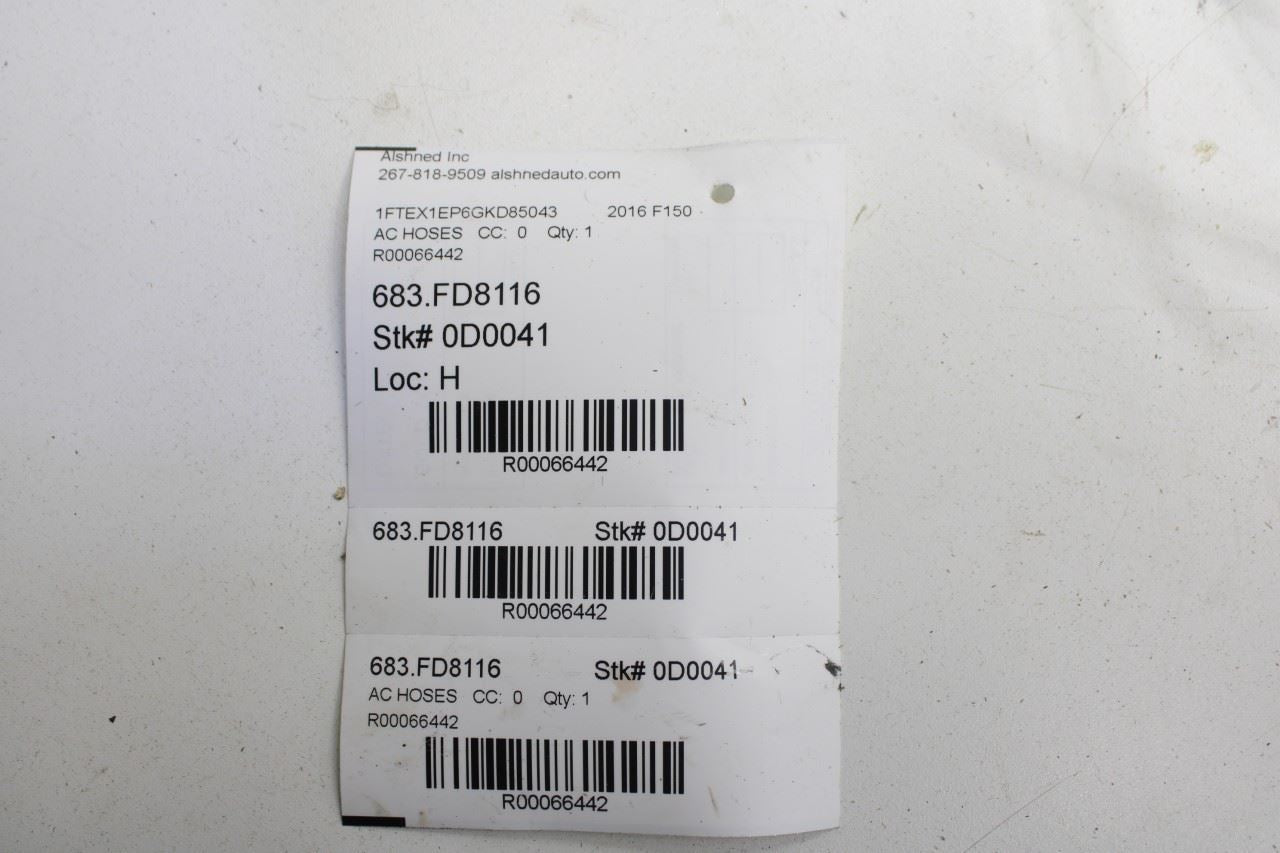 Alshned Inc
267-818-9509 alshnedauto.com
1FTEX1EP6GKD85043 2016 F150
AC HOSES CC: 0 Qty: 1
R00066442
683.FD8116
Stk# 0D0041
Loc: H
R00066442
683.FD8116 Stk# 0D0041
R00066442
683.FD8116 Stk# 0D0041
AC HOSES CC: 0 Qty: 1
R00066442
R00066442